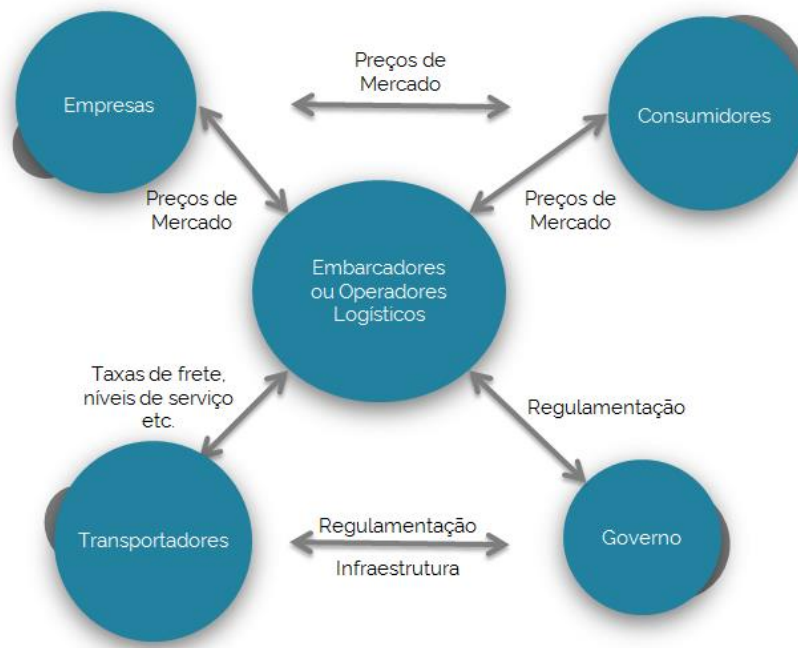 Preços de
Mercado
Empresas
Consumidores
Preços de
Mercado
Preços de
Mercado
Embarcadores
ou Operadores
Logísticos
Taxas de frete,
níveis de serviço
etc.
Regulamentação
Transportadores
Regulamentação
Infraestrutura
Governo